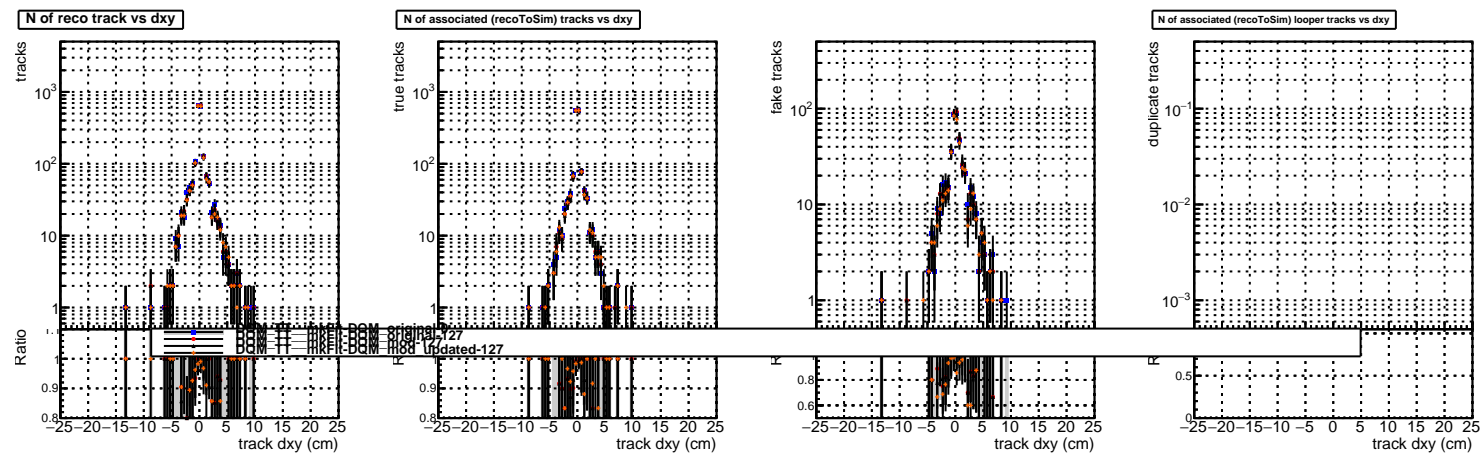 N of reco track vs dxy
N of associated (recoToSim) tracks vs dxy
N of associated (recoToSim) looper tracks vs dxy
tracks
10³
10²
10
1
true tracks
10³
10²
10
1
fake tracks
10²
10
1
duplicate tracks
10⁻¹
10⁻²
10⁻³
DQM_TT__mkFit-DQM_mod_updated-127
Ratio
1
0.9
0.8
Ratio
1
0.9
0.8
0.8
0.6
0.5
0
−25 −20 −15 −10 −5 0 5 10 15 20 25
track dxy (cm)
−25 −20 −15 −10 −5 0 5 10 15 20 25
track dxy (cm)
−25 −20 −15 −10 −5 0 5 10 15 20 25
track dxy (cm)
−25 −20 −15 −10 −5 0 5 10 15 20 25
track dxy (cm)